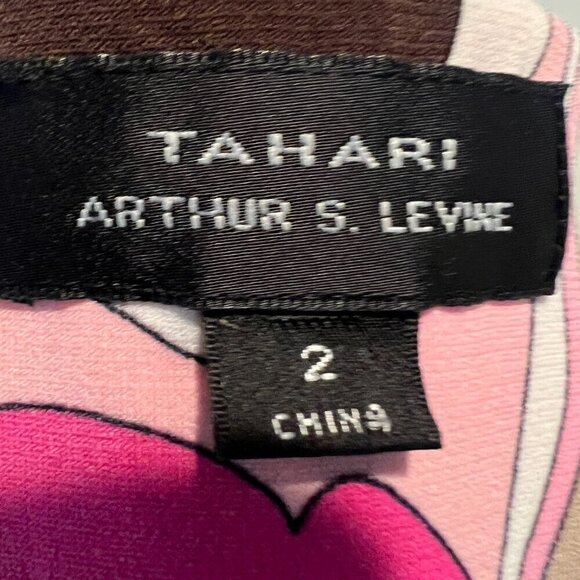 TAHARI
ARTHUR S. LEVINE
2
CHINA